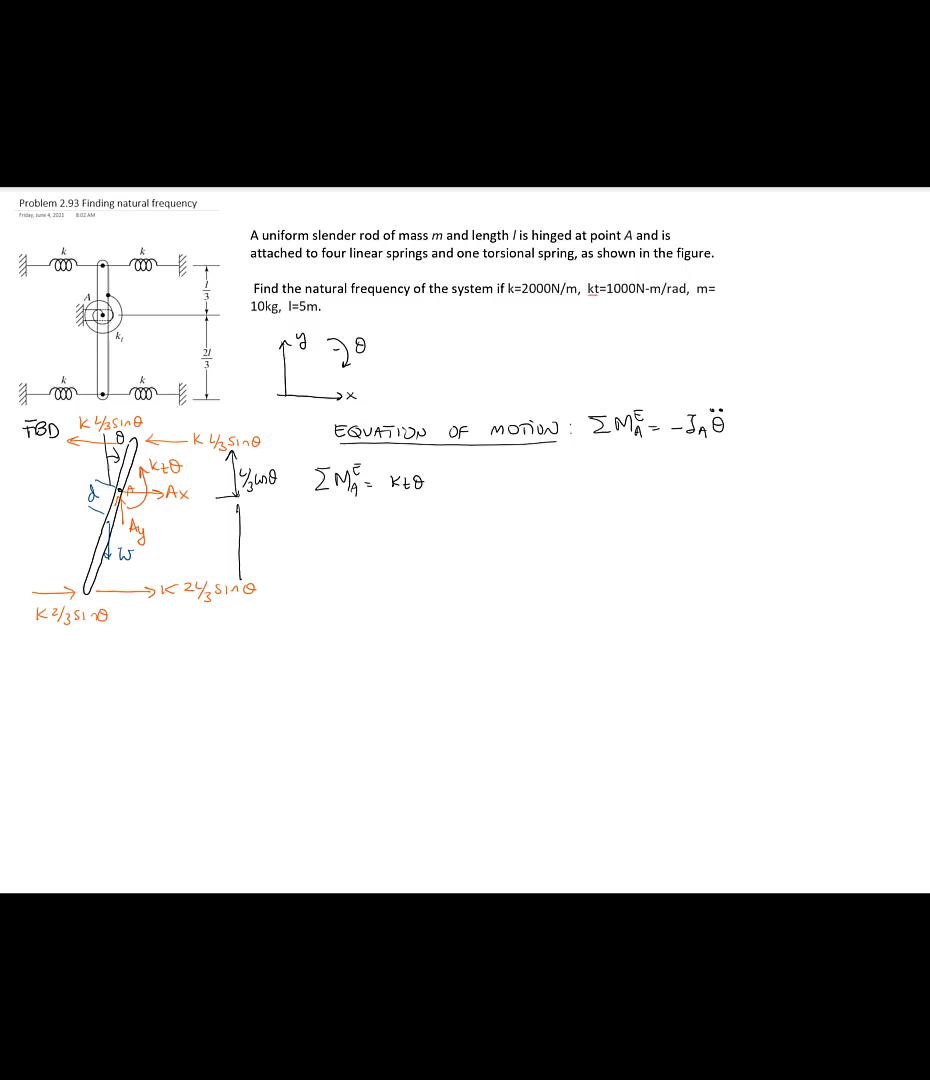 Problem 2.93 Finding natural frequency
Friday, June 4, 2021 8:02 AM
A uniform slender rod of mass m and length l is hinged at point A and is
attached to four linear springs and one torsional spring, as shown in the figure.
Find the natural frequency of the system if k=2000N/m, kt=1000N-m/rad, m=
10kg, l=5m.
k k
l/3
A
kt
2l/3
k k
y θ
x
FBD
K L/3 sinθ
θ
K L/3 sinθ
ktθ
L/3 cosθ
d
A
Ax
Ay
W
K 2L/3 sinθ
K 2/3 sinθ
EQUATION OF MOTION : ΣM_A^E = -J_A θ̈
ΣM_A^E = ktθ